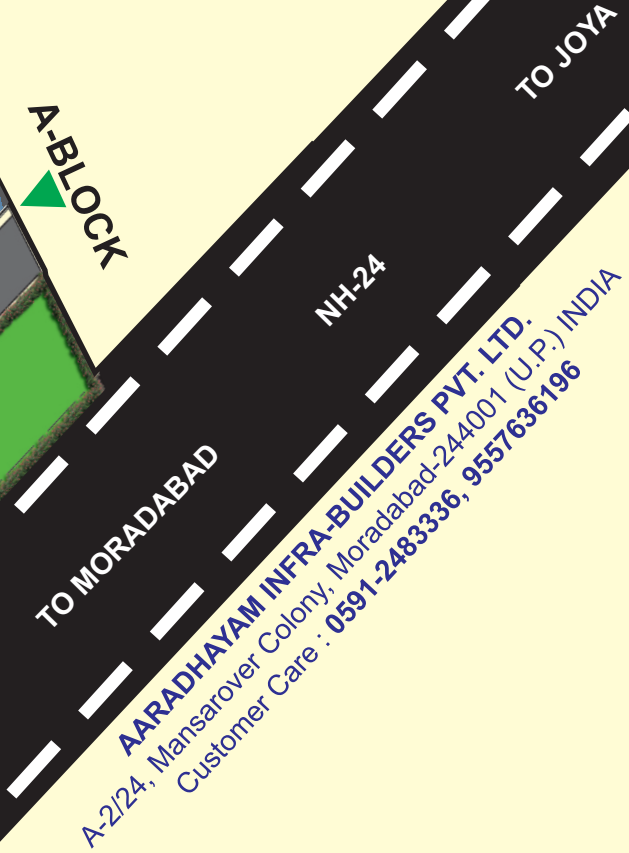 TO JOYA
A-BLOCK
NH-24
TO MORADABAD
AARADHAYAM INFRA-BUILDERS PVT. LTD.
A-2/24, Mansarover Colony, Moradabad-244001 (U.P.) INDIA
Customer Care : 0591-2483336, 9557636196